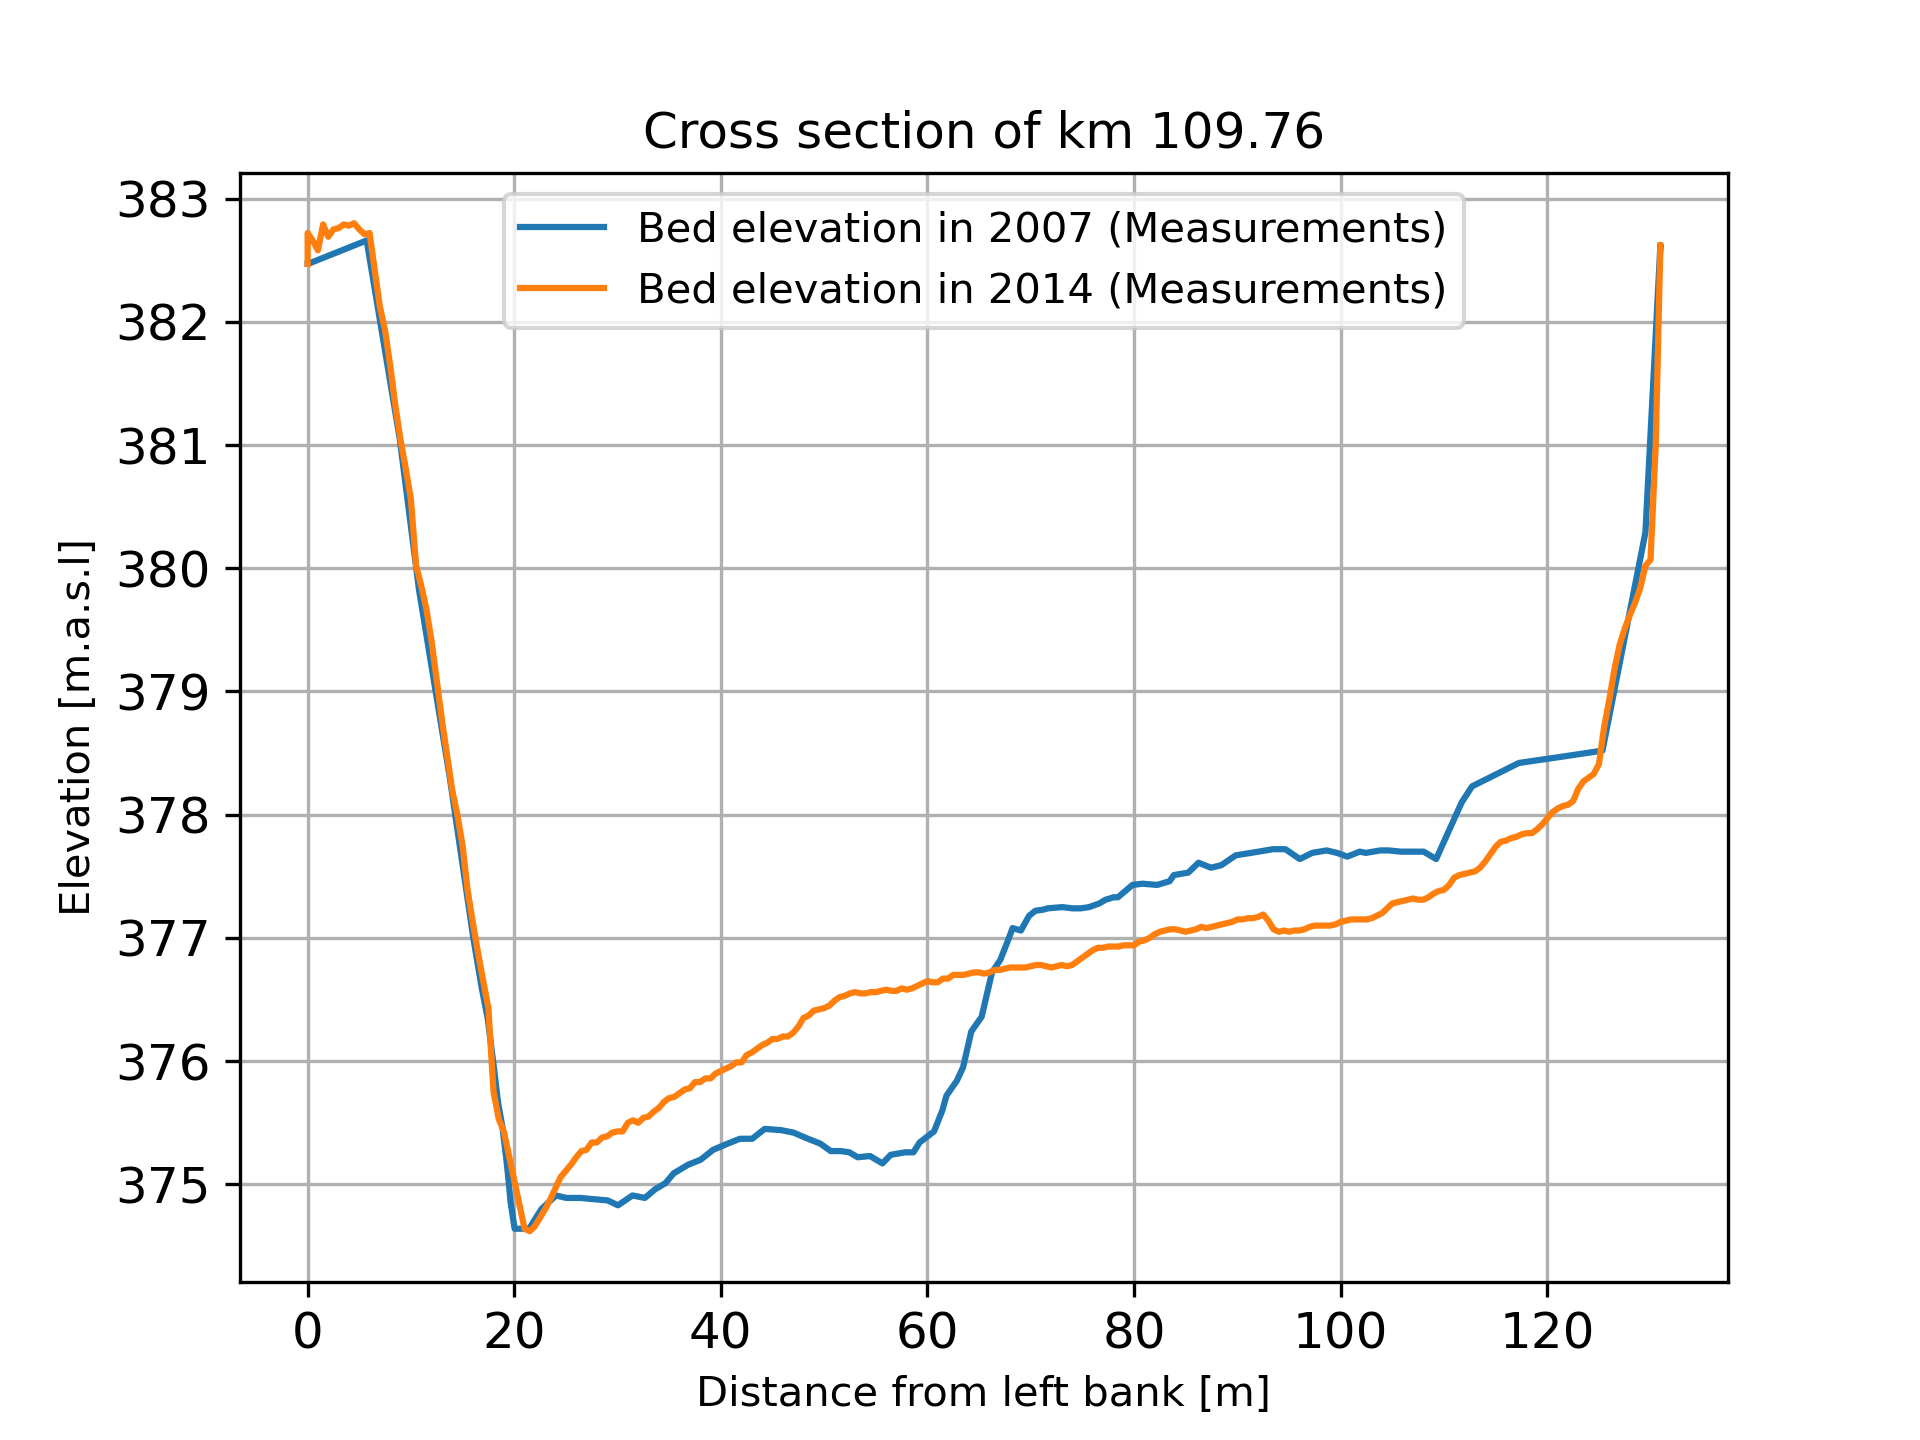 Cross section of km 109.76
Bed elevation in 2007 (Measurements)
Bed elevation in 2014 (Measurements)
383
382
381
380
379
378
377
376
375
Elevation [m.a.s.l]
0 20 40 60 80 100 120
Distance from left bank [m]